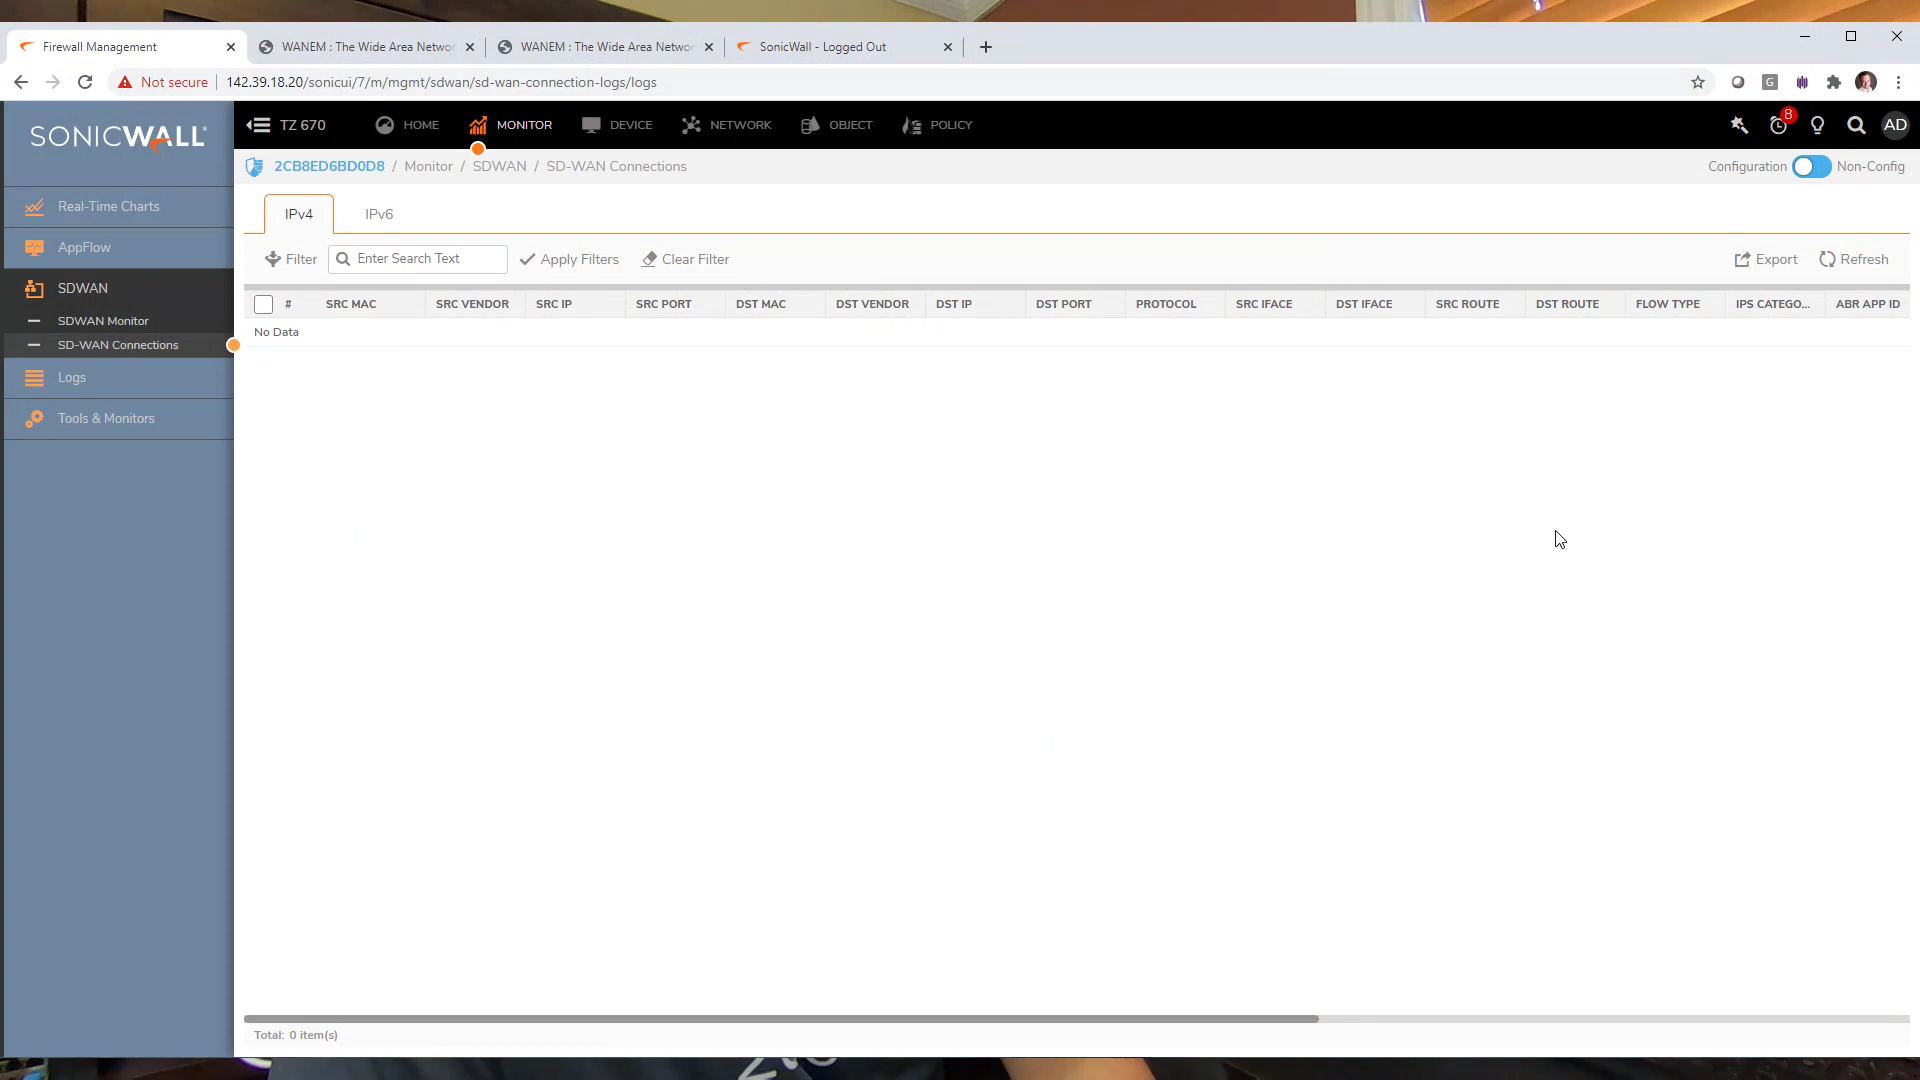 Firewall Management
WANEM : The Wide Area Networ
WANEM : The Wide Area Networ
SonicWall - Logged Out
Not secure
142.39.18.20/sonicui/7/m/mgmt/sdwan/sd-wan-connection-logs/logs
G
SONICWALL
TZ 670
HOME
MONITOR
DEVICE
NETWORK
OBJECT
POLICY
8
AD
2CB8ED6BD0D8 / Monitor / SDWAN / SD-WAN Connections
Configuration
Non-Config
Real-Time Charts
AppFlow
SDWAN
SDWAN Monitor
SD-WAN Connections
Logs
Tools & Monitors
IPv4
IPv6
Filter
Enter Search Text
Apply Filters
Clear Filter
Export
Refresh
# SRC MAC SRC VENDOR SRC IP SRC PORT DST MAC DST VENDOR DST IP DST PORT PROTOCOL SRC IFACE DST IFACE SRC ROUTE DST ROUTE FLOW TYPE IPS CATEGO... ABR APP ID
No Data
Total: 0 item(s)